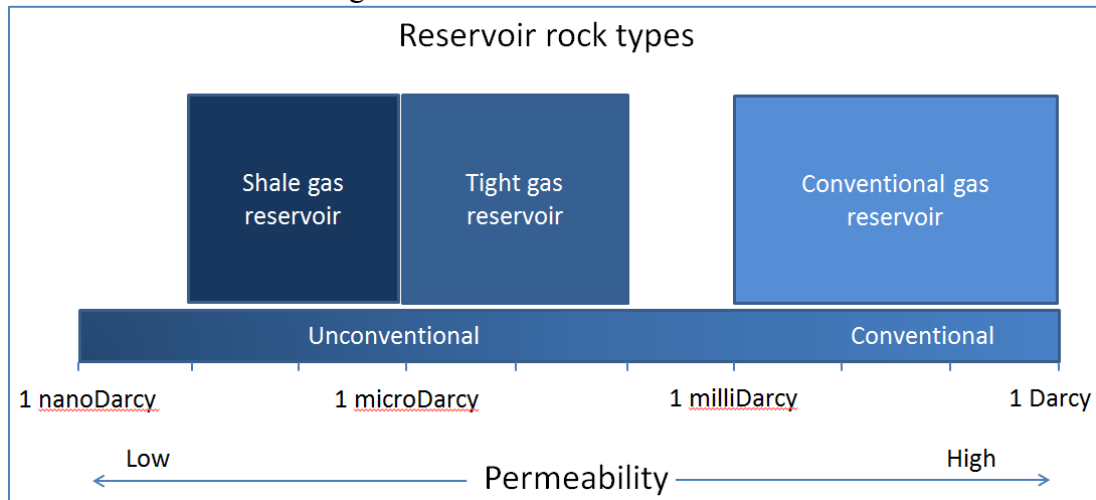 Reservoir rock types
Shale gas
reservoir
Tight gas
reservoir
Conventional gas
reservoir
Unconventional
Conventional
1 nanoDarcy
1 microDarcy
1 milliDarcy
1 Darcy
Low
High
Permeability